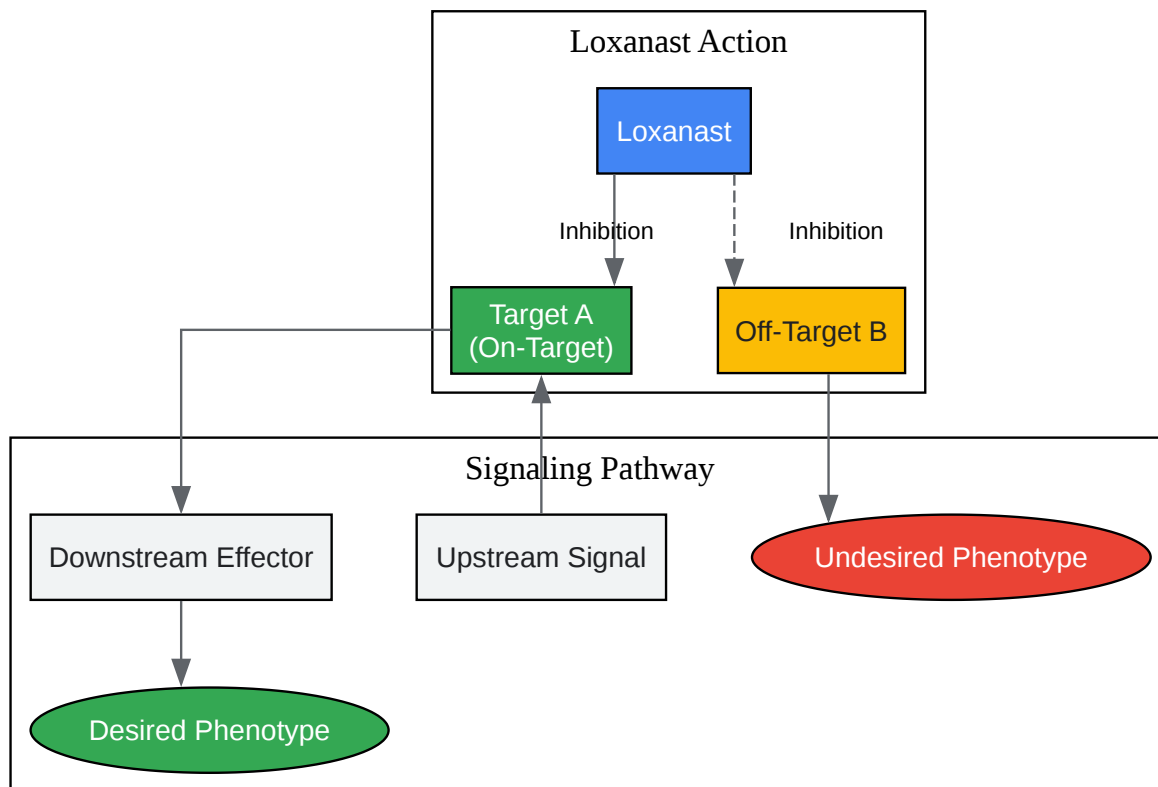 Loxanast Action
Loxanast
Inhibition
Inhibition
Target A
(On-Target)
Off-Target B
Signaling Pathway
Downstream Effector
Upstream Signal
Undesired Phenotype
Desired Phenotype